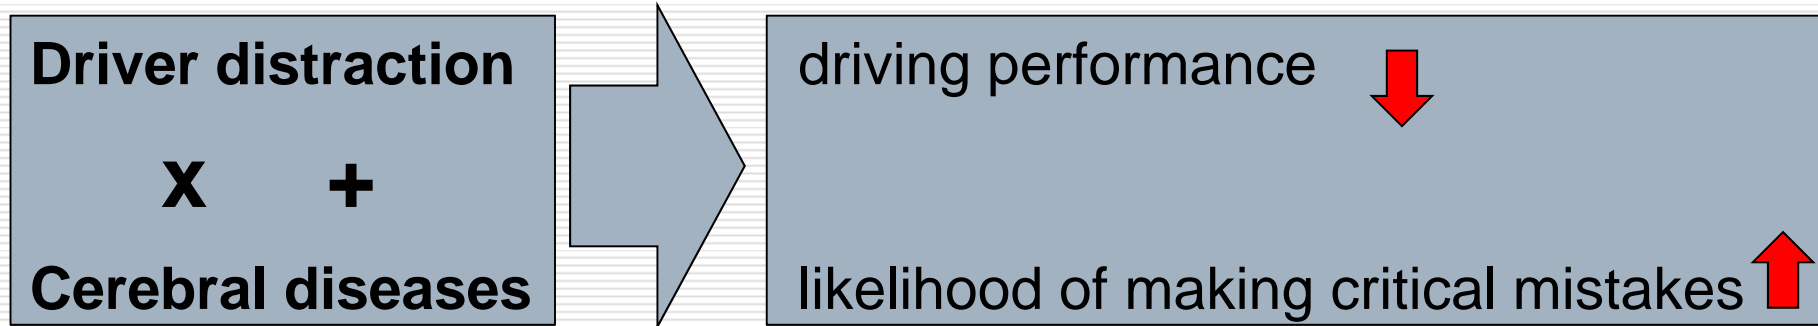 Driver distraction
x +
Cerebral diseases
driving performance
likelihood of making critical mistakes